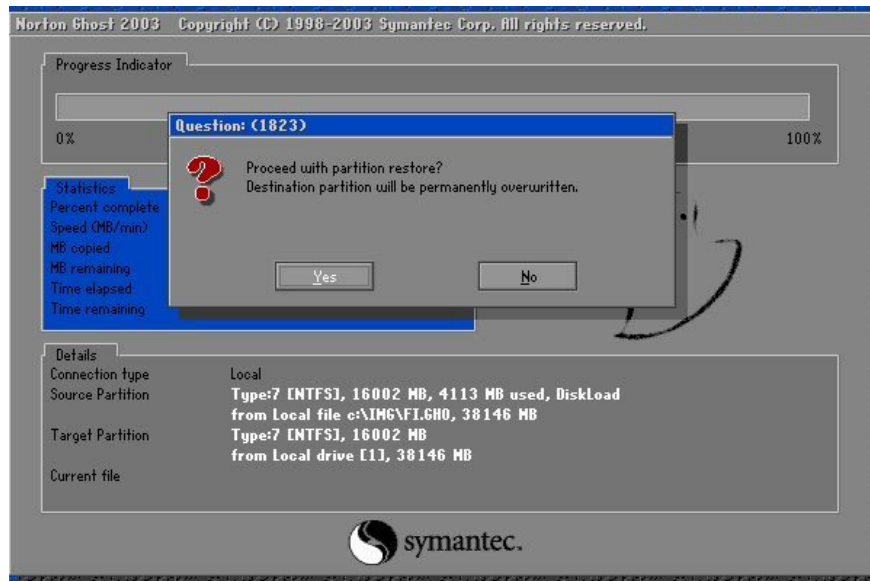 Norton Ghost 2003 Copyright (C) 1998-2003 Symantec Corp. All rights reserved.
Progress Indicator
0%
100%
Question: (1823)
Proceed with partition restore?
Destination partition will be permanently overwritten.
Yes
No
Statistics
Percent complete
Speed (MB/min)
MB copied
MB remaining
Time elapsed
Time remaining
Details
Connection type Local
Source Partition Type:7 [NTFS], 16002 MB, 4113 MB used, DiskLoad
from Local file c:\IMG\FI.GHO, 38146 MB
Target Partition Type:7 [NTFS], 16002 MB
from Local drive [1], 38146 MB
Current file
symantec.